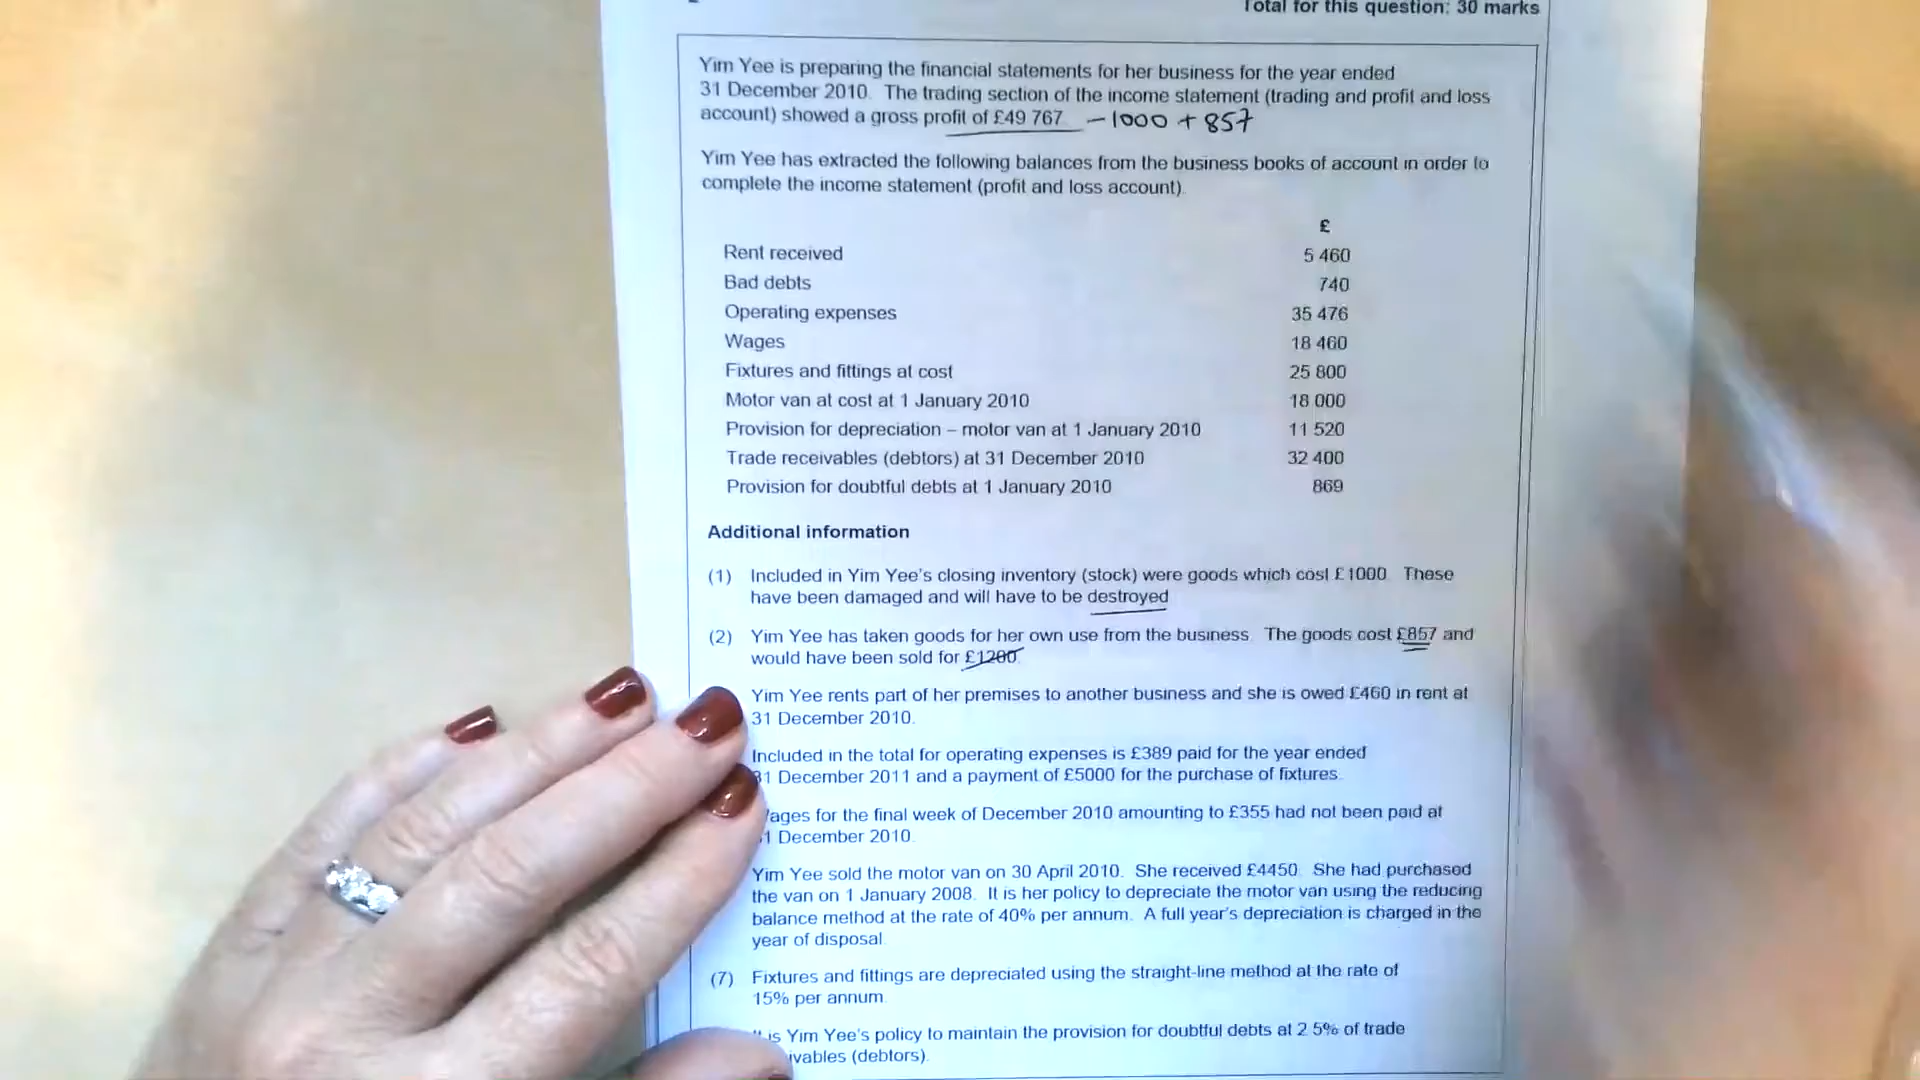 Total for this question: 30 marks
Yim Yee is preparing the financial statements for her business for the year ended
31 December 2010. The trading section of the income statement (trading and profit and loss
account) showed a gross profit of £49 767 – 1000 + 857
Yim Yee has extracted the following balances from the business books of account in order to
complete the income statement (profit and loss account).
£
Rent received 5 460
Bad debts 740
Operating expenses 35 476
Wages 18 460
Fixtures and fittings at cost 25 800
Motor van at cost at 1 January 2010 18 000
Provision for depreciation – motor van at 1 January 2010 11 520
Trade receivables (debtors) at 31 December 2010 32 400
Provision for doubtful debts at 1 January 2010 869
Additional information
(1) Included in Yim Yee's closing inventory (stock) were goods which cost £1000. These
have been damaged and will have to be destroyed
(2) Yim Yee has taken goods for her own use from the business. The goods cost £857 and
would have been sold for £1200.
Yim Yee rents part of her premises to another business and she is owed £460 in rent at
31 December 2010.
Included in the total for operating expenses is £389 paid for the year ended
31 December 2011 and a payment of £5000 for the purchase of fixtures.
ages for the final week of December 2010 amounting to £355 had not been paid at
1 December 2010.
Yim Yee sold the motor van on 30 April 2010. She received £4450. She had purchased
the van on 1 January 2008. It is her policy to depreciate the motor van using the reducing
balance method at the rate of 40% per annum. A full year's depreciation is charged in the
year of disposal.
(7) Fixtures and fittings are depreciated using the straight-line method at the rate of
15% per annum.
is Yim Yee's policy to maintain the provision for doubtful debts at 2.5% of trade
ivables (debtors).